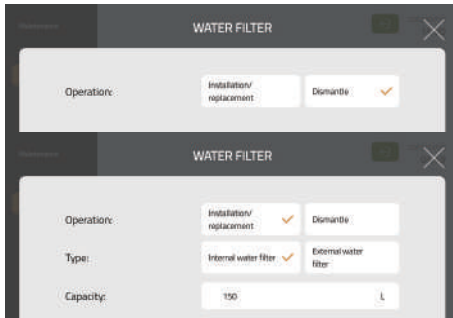 WATER FILTER
Operation:
Installation/
replacement
Dismantle
WATER FILTER
Operation:
Installation/
replacement
Dismantle
Type:
Internal water filter
External water
filter
Capacity:
150
L